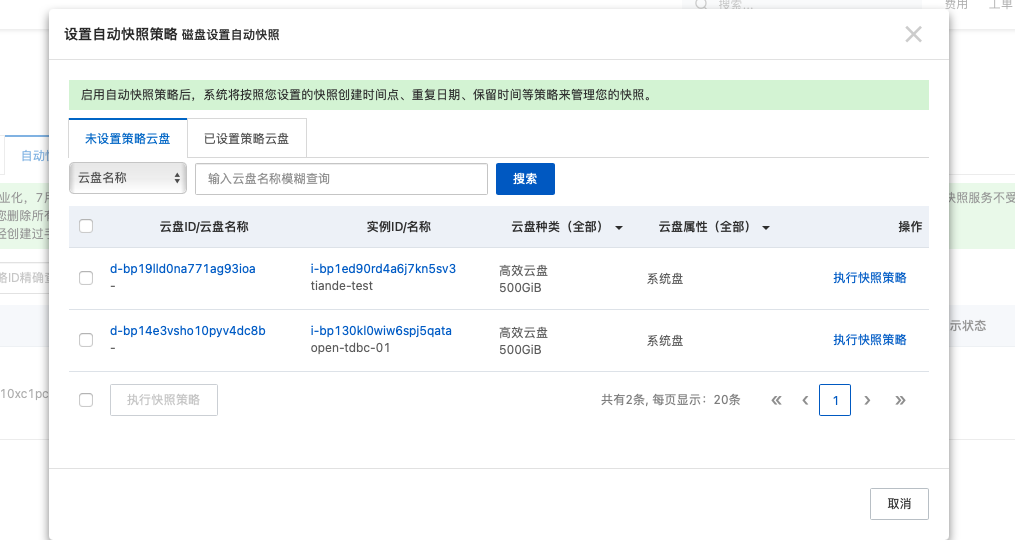 搜索...
费用
工单
设置自动快照策略 磁盘设置自动快照
启用自动快照策略后，系统将按照您设置的快照创建时间点、重复日期、保留时间等策略来管理您的快照。
未设置策略云盘
已设置策略云盘
自动快
云盘名称
输入云盘名称模糊查询
搜索
业化，7月
快照服务不受
您删除所有
经创建过手
云盘ID/云盘名称
实例ID/名称
云盘种类（全部）
云盘属性（全部）
操作
d-bp19lld0na771ag93ioa
-
i-bp1ed90rd4a6j7kn5sv3
tiande-test
高效云盘
500GiB
系统盘
执行快照策略
略ID精确查
d-bp14e3vsho10pyv4dc8b
-
i-bp130kl0wiw6spj5qata
open-tdbc-01
高效云盘
500GiB
系统盘
执行快照策略
示状态
10xc1pc
执行快照策略
共有2条, 每页显示：20条
« ‹ 1 › »
取消